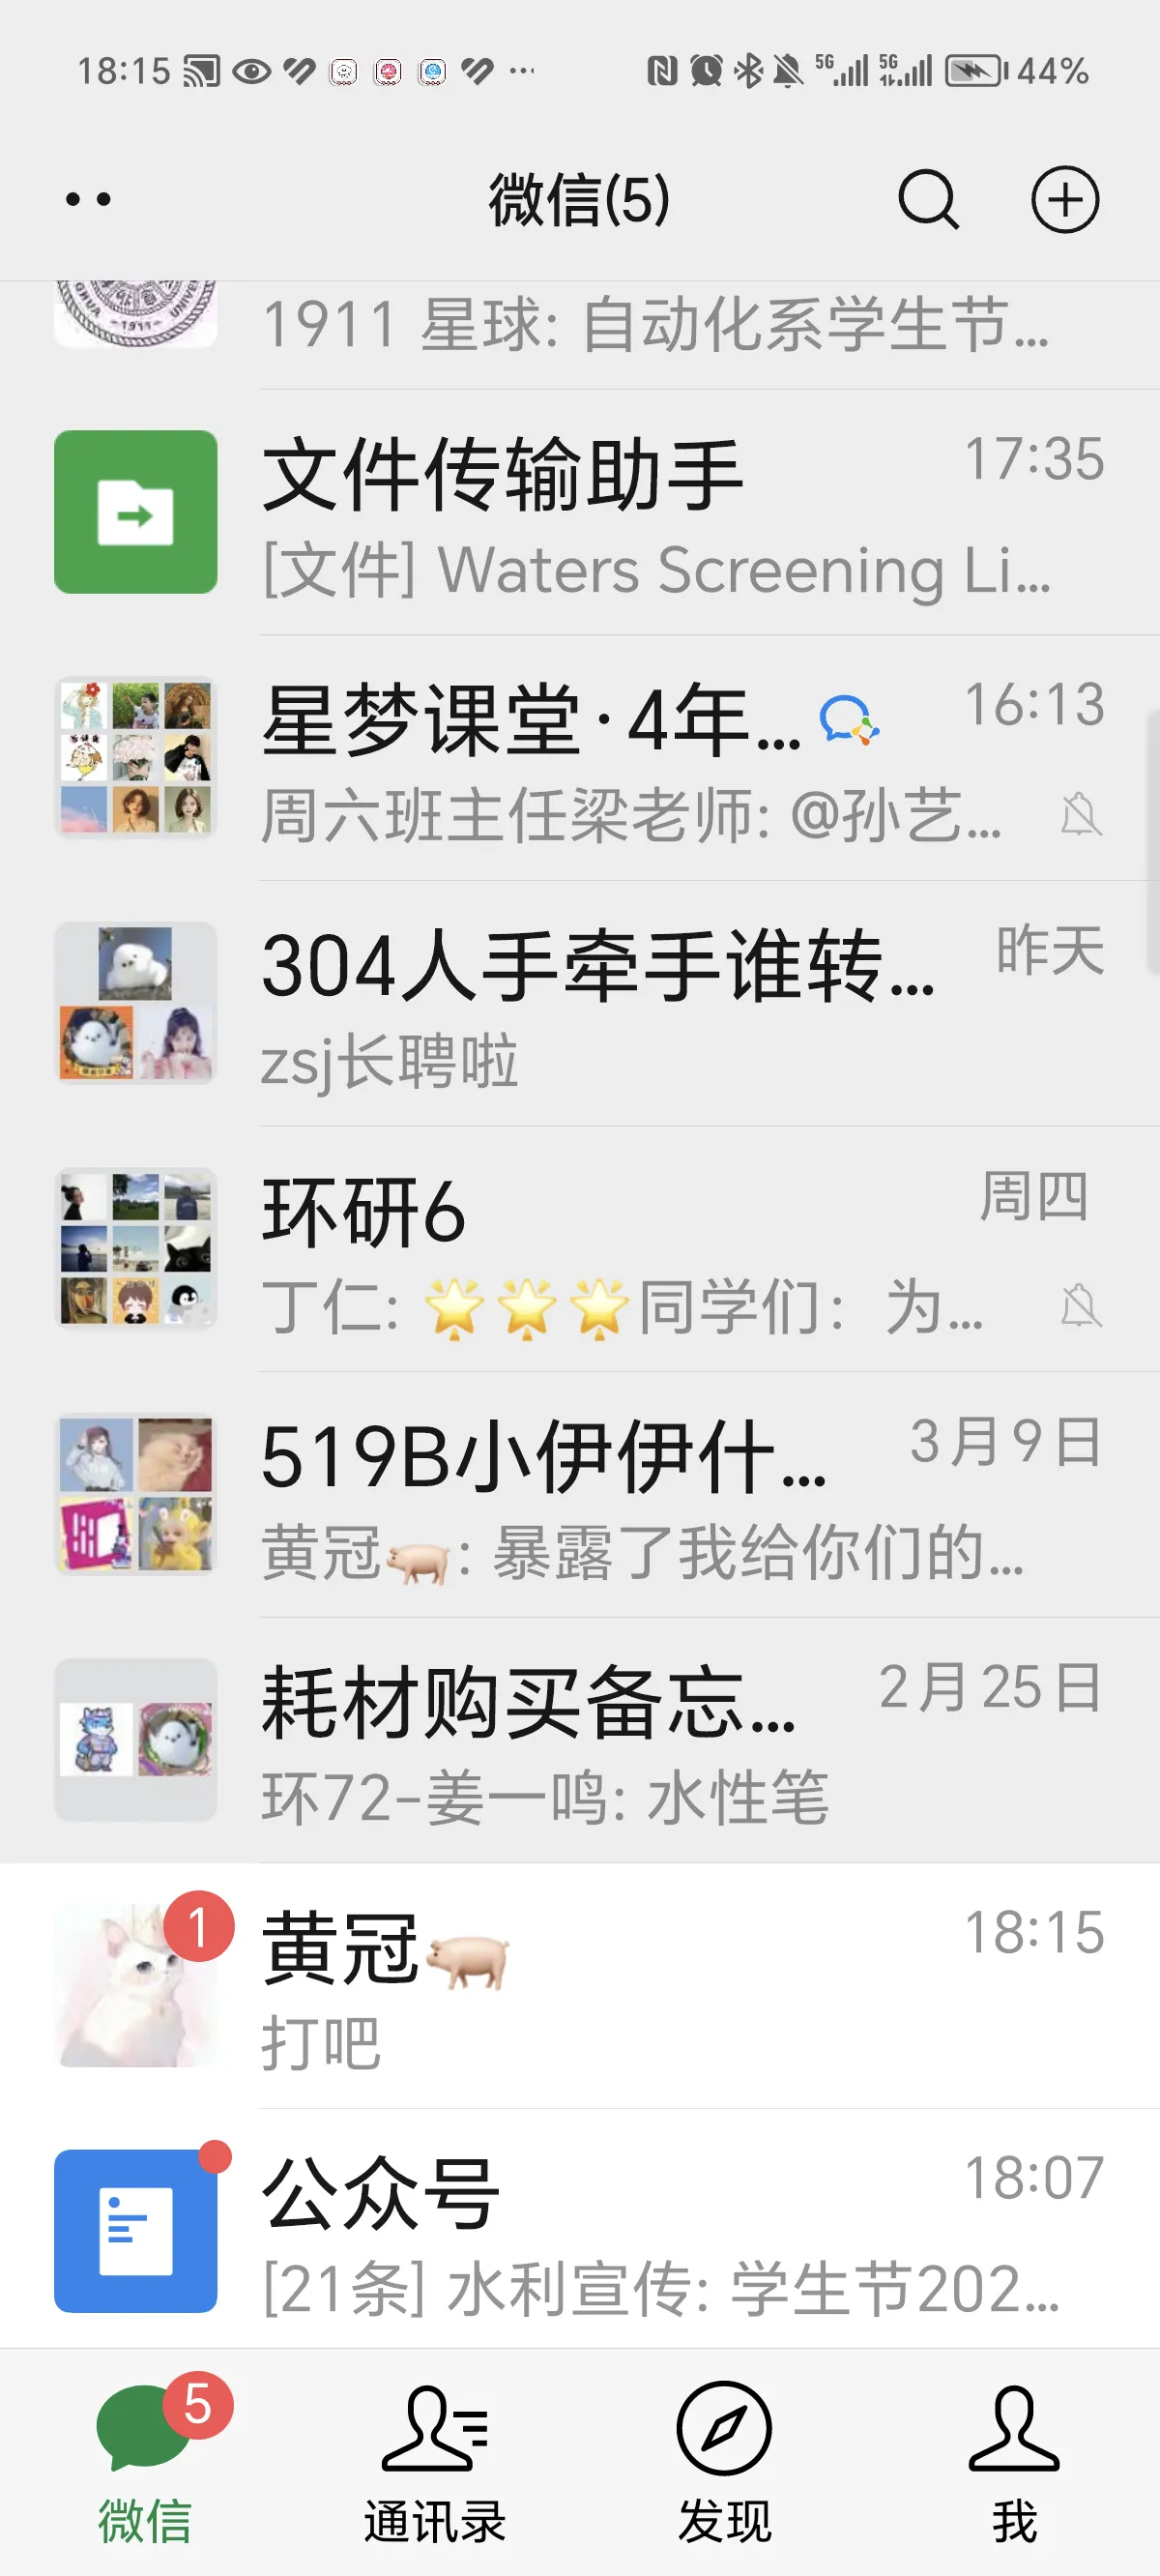 18:15 5G 5G 44%
微信(5)
GHUA UNIVE
-1911-
1911 星球: 自动化系学生节...
文件传输助手 17:35
[文件] Waters Screening Li...
星梦课堂·4年... 16:13
周六班主任梁老师: @孙艺...
304人手牵手谁转... 昨天
zsj长聘啦
环研6 周四
丁仁: 🌟🌟🌟同学们：为...
519B小伊伊什... 3月9日
黄冠🐖: 暴露了我给你们的...
耗材购买备忘... 2月25日
环72-姜一鸣: 水性笔
1 黄冠🐖 18:15
打吧
公众号 18:07
[21条] 水利宣传: 学生节202...
5
微信 通讯录 发现 我